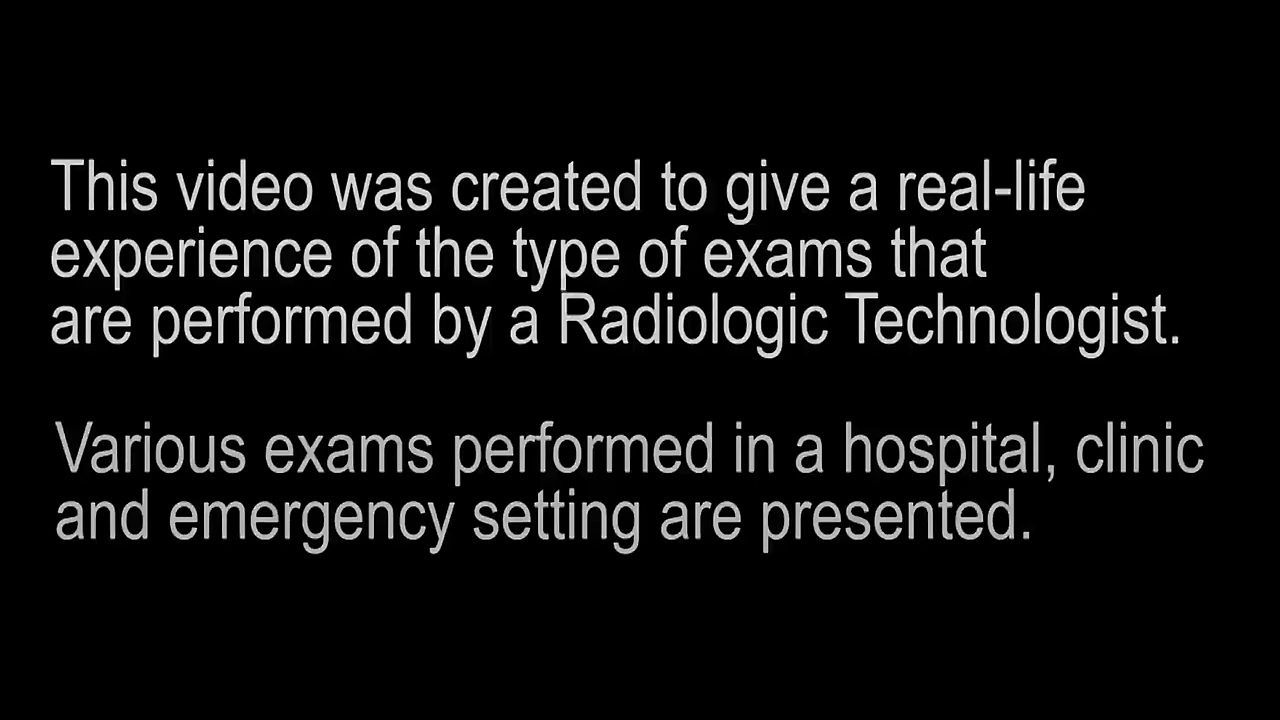 This video was created to give a real-life
experience of the type of exams that
are performed by a Radiologic Technologist.
Various exams performed in a hospital, clinic
and emergency setting are presented.